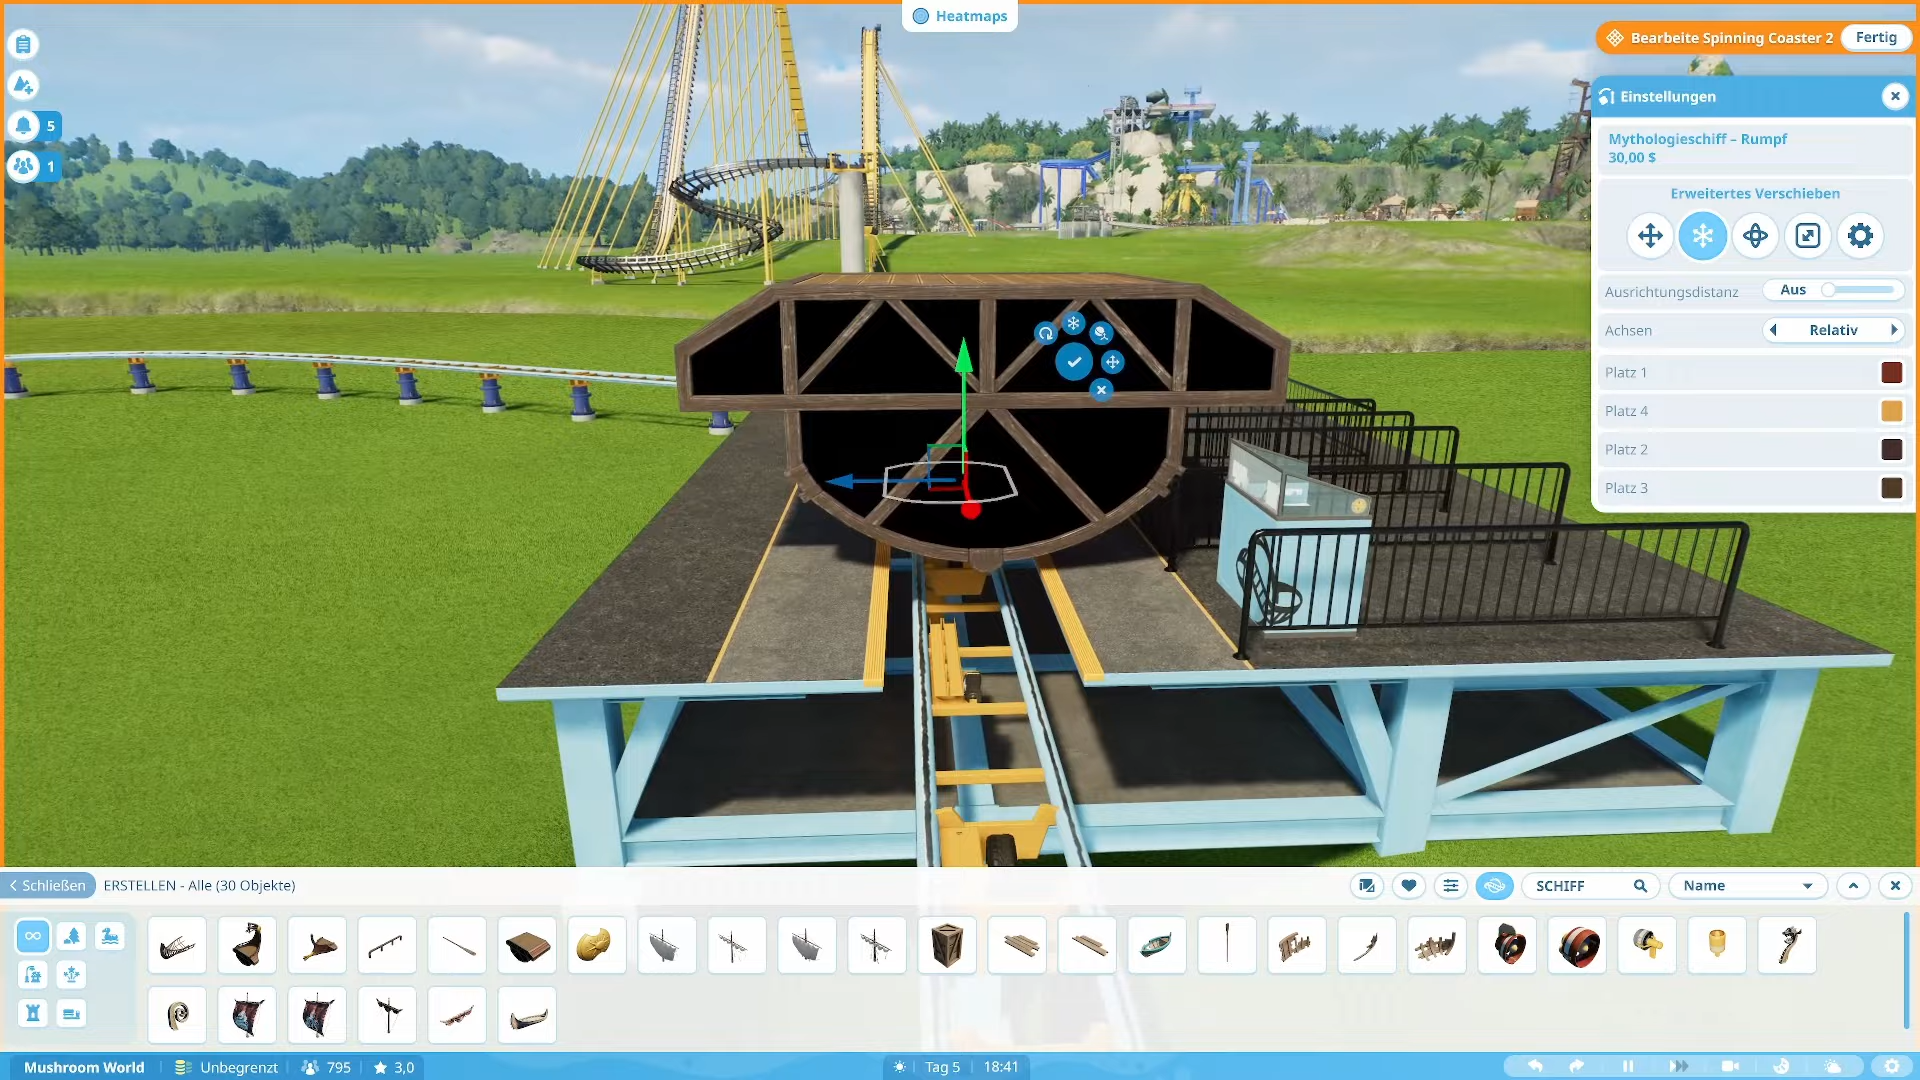 Heatmaps
Bearbeite Spinning Coaster 2
Fertig
5
1
Einstellungen
Mythologieschiff – Rumpf
30,00 $
Erweitertes Verschieben
Ausrichtungsdistanz
Aus
Achsen
Relativ
Platz 1
Platz 4
Platz 2
Platz 3
Schließen
ERSTELLEN - Alle (30 Objekte)
SCHIFF
Name
Mushroom World
Unbegrenzt
795
3,0
Tag 5
18:41